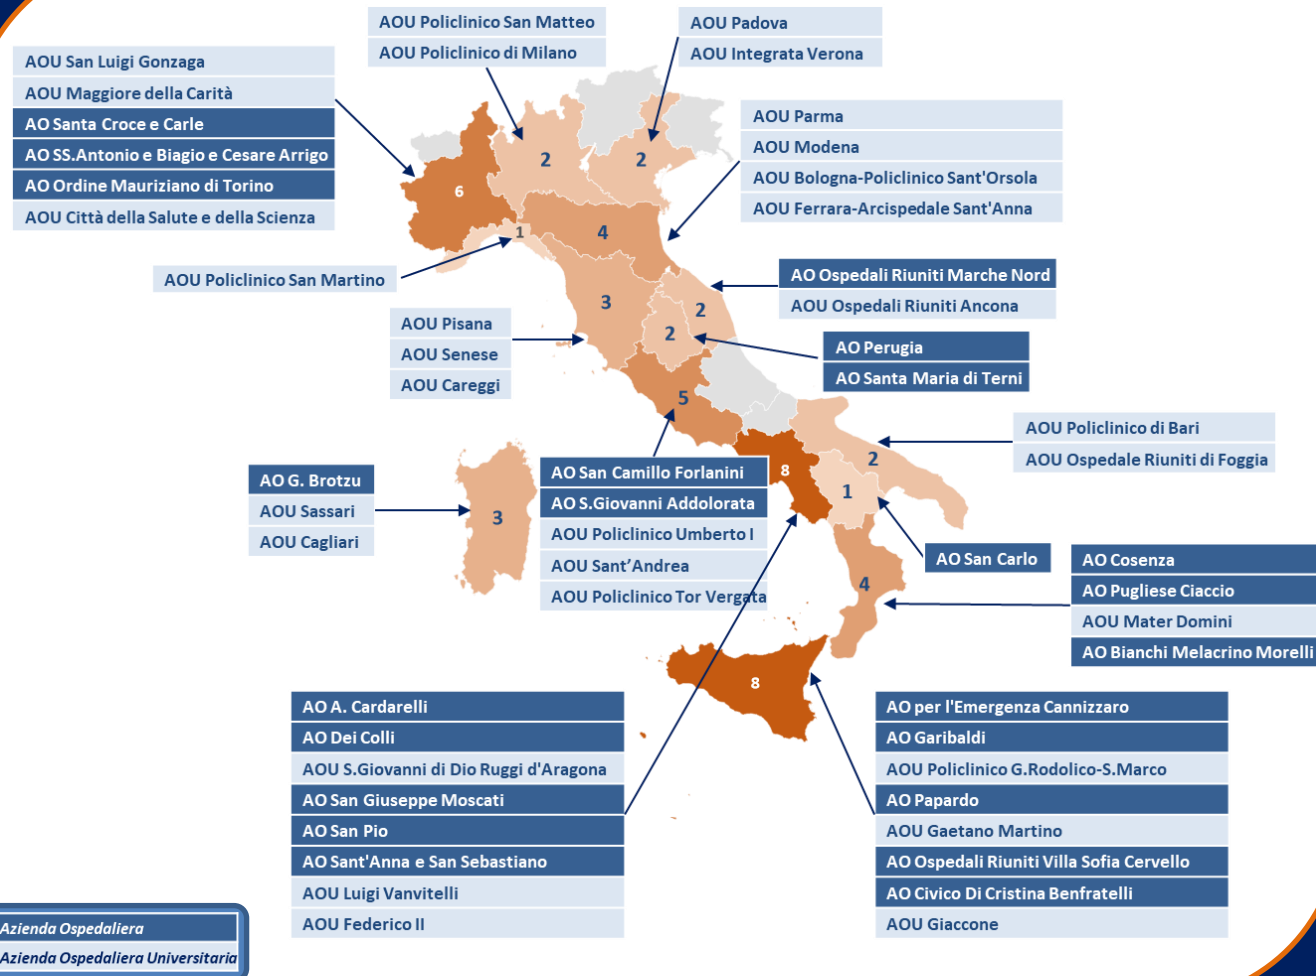 AOU Policlinico San Matteo
AOU Policlinico di Milano
AOU Padova
AOU Integrata Verona
AOU San Luigi Gonzaga
AOU Maggiore della Carità
AO Santa Croce e Carle
AO SS.Antonio e Biagio e Cesare Arrigo
AO Ordine Mauriziano di Torino
AOU Città della Salute e della Scienza
AOU Parma
AOU Modena
AOU Bologna-Policlinico Sant'Orsola
AOU Ferrara-Arcispedale Sant'Anna
2
2
6
1
4
AOU Policlinico San Martino
AO Ospedali Riuniti Marche Nord
AOU Ospedali Riuniti Ancona
3
2
2
AOU Pisana
AOU Senese
AOU Careggi
AO Perugia
AO Santa Maria di Terni
5
AOU Policlinico di Bari
AOU Ospedale Riuniti di Foggia
2
8
1
AO G. Brotzu
AOU Sassari
AOU Cagliari
3
AO San Camillo Forlanini
AO S.Giovanni Addolorata
AOU Policlinico Umberto I
AOU Sant’Andrea
AOU Policlinico Tor Vergata
AO San Carlo
4
AO Cosenza
AO Pugliese Ciaccio
AOU Mater Domini
AO Bianchi Melacrino Morelli
8
AO A. Cardarelli
AO Dei Colli
AOU S.Giovanni di Dio Ruggi d'Aragona
AO San Giuseppe Moscati
AO San Pio
AO Sant'Anna e San Sebastiano
AOU Luigi Vanvitelli
AOU Federico II
AO per l'Emergenza Cannizzaro
AO Garibaldi
AOU Policlinico G.Rodolico-S.Marco
AO Papardo
AOU Gaetano Martino
AO Ospedali Riuniti Villa Sofia Cervello
AO Civico Di Cristina Benfratelli
AOU Giaccone
Azienda Ospedaliera
Azienda Ospedaliera Universitaria